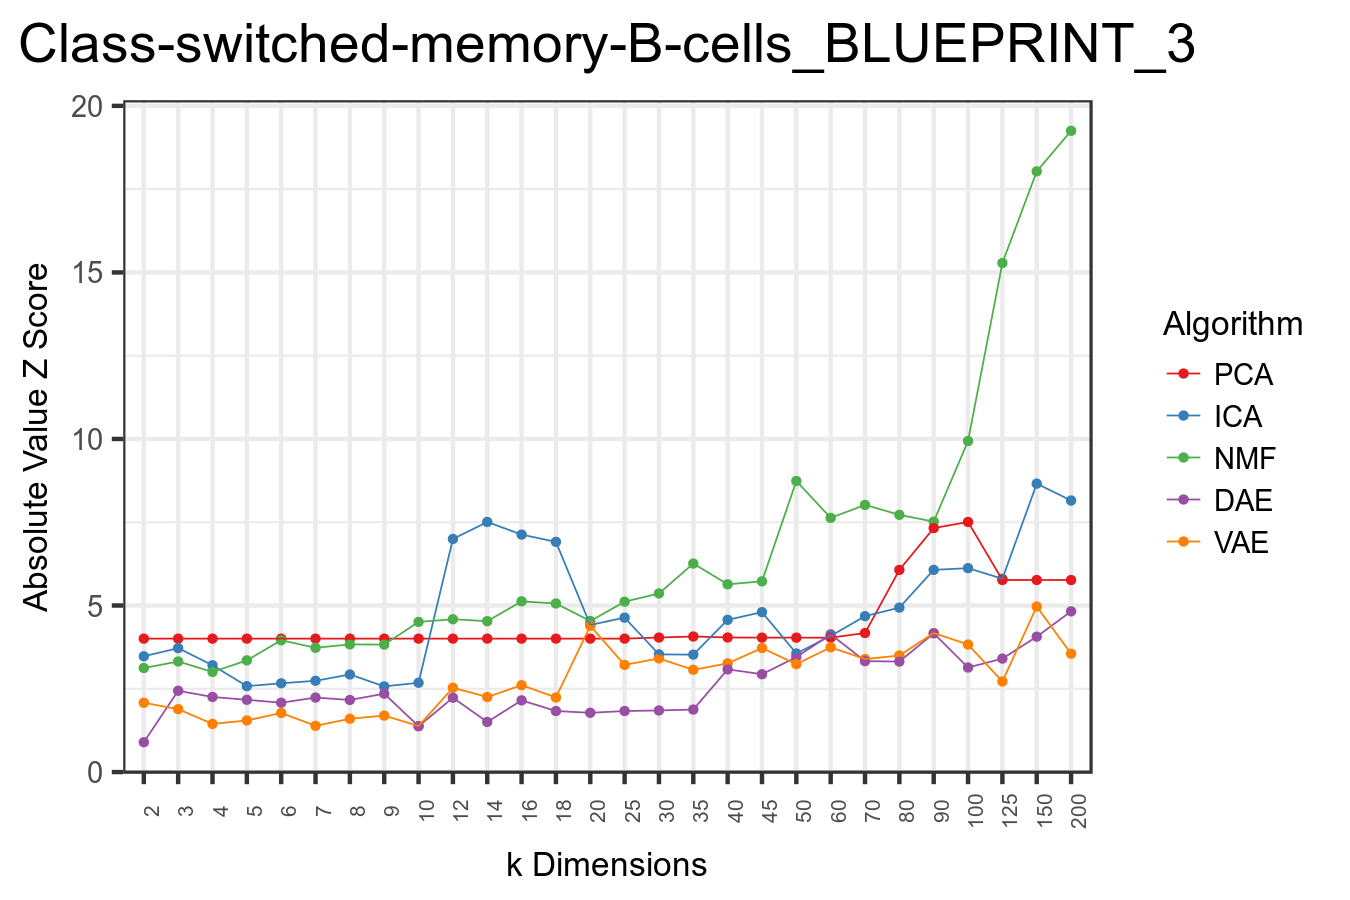 Class-switched-memory-B-cells_BLUEPRINT_3
20
15
10
5
0
Absolute Value Z Score
2 3 4 5 6 7 8 9 10 12 14 16 18 20 25 30 35 40 45 50 60 70 80 90 100 125 150 200
k Dimensions
Algorithm
PCA
ICA
NMF
DAE
VAE